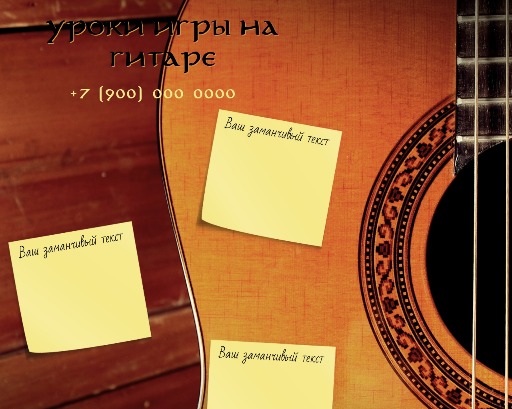 уроки игры на
гитаре
+7 (900) 000 0000
Ваш заманчивый текст
Ваш заманчивый текст
Ваш заманчивый текст